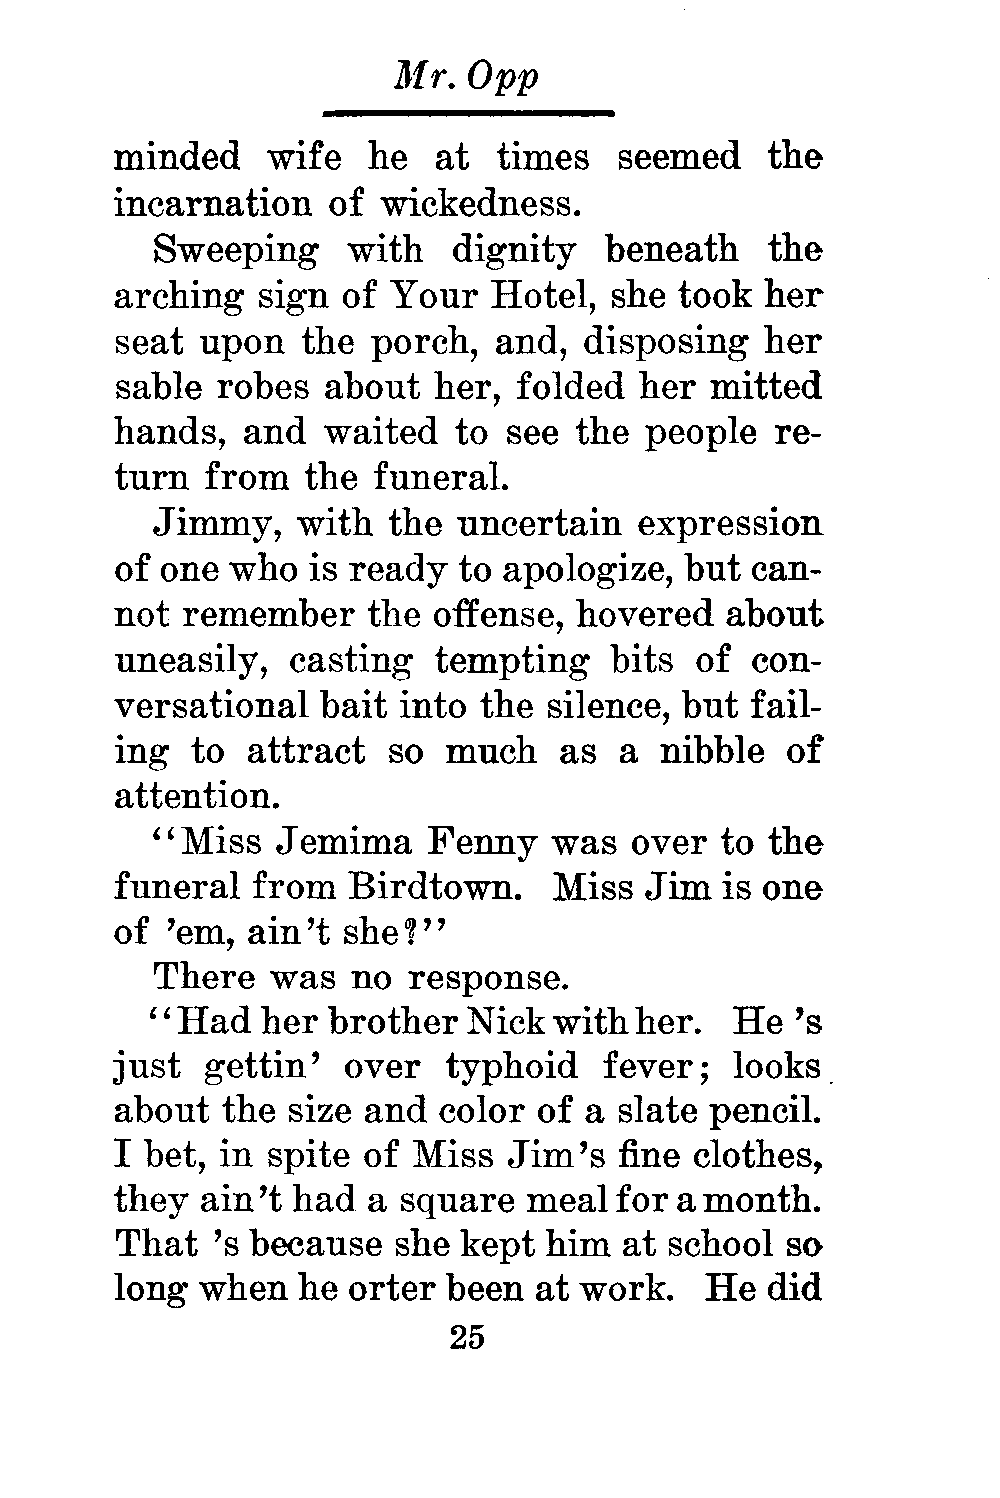 Mr. Opp
minded wife he at times seemed the
incarnation of wickedness.
Sweeping with dignity beneath the
arching sign of Your Hotel, she took her
seat upon the porch, and, disposing her
sable robes about her, folded her mitted
hands, and waited to see the people re-
turn from the funeral.
Jimmy, with the uncertain expression
of one who is ready to apologize, but can-
not remember the offense, hovered about
uneasily, casting tempting bits of con-
versational bait into the silence, but fail-
ing to attract so much as a nibble of
attention.
“Miss Jemima Fenny was over to the
funeral from Birdtown. Miss Jim is one
of ’em, ain’t she?”
There was no response.
“Had her brother Nick with her. He ’s
just gettin’ over typhoid fever; looks
about the size and color of a slate pencil.
I bet, in spite of Miss Jim’s fine clothes,
they ain’t had a square meal for a month.
That ’s because she kept him at school so
long when he orter been at work. He did
25